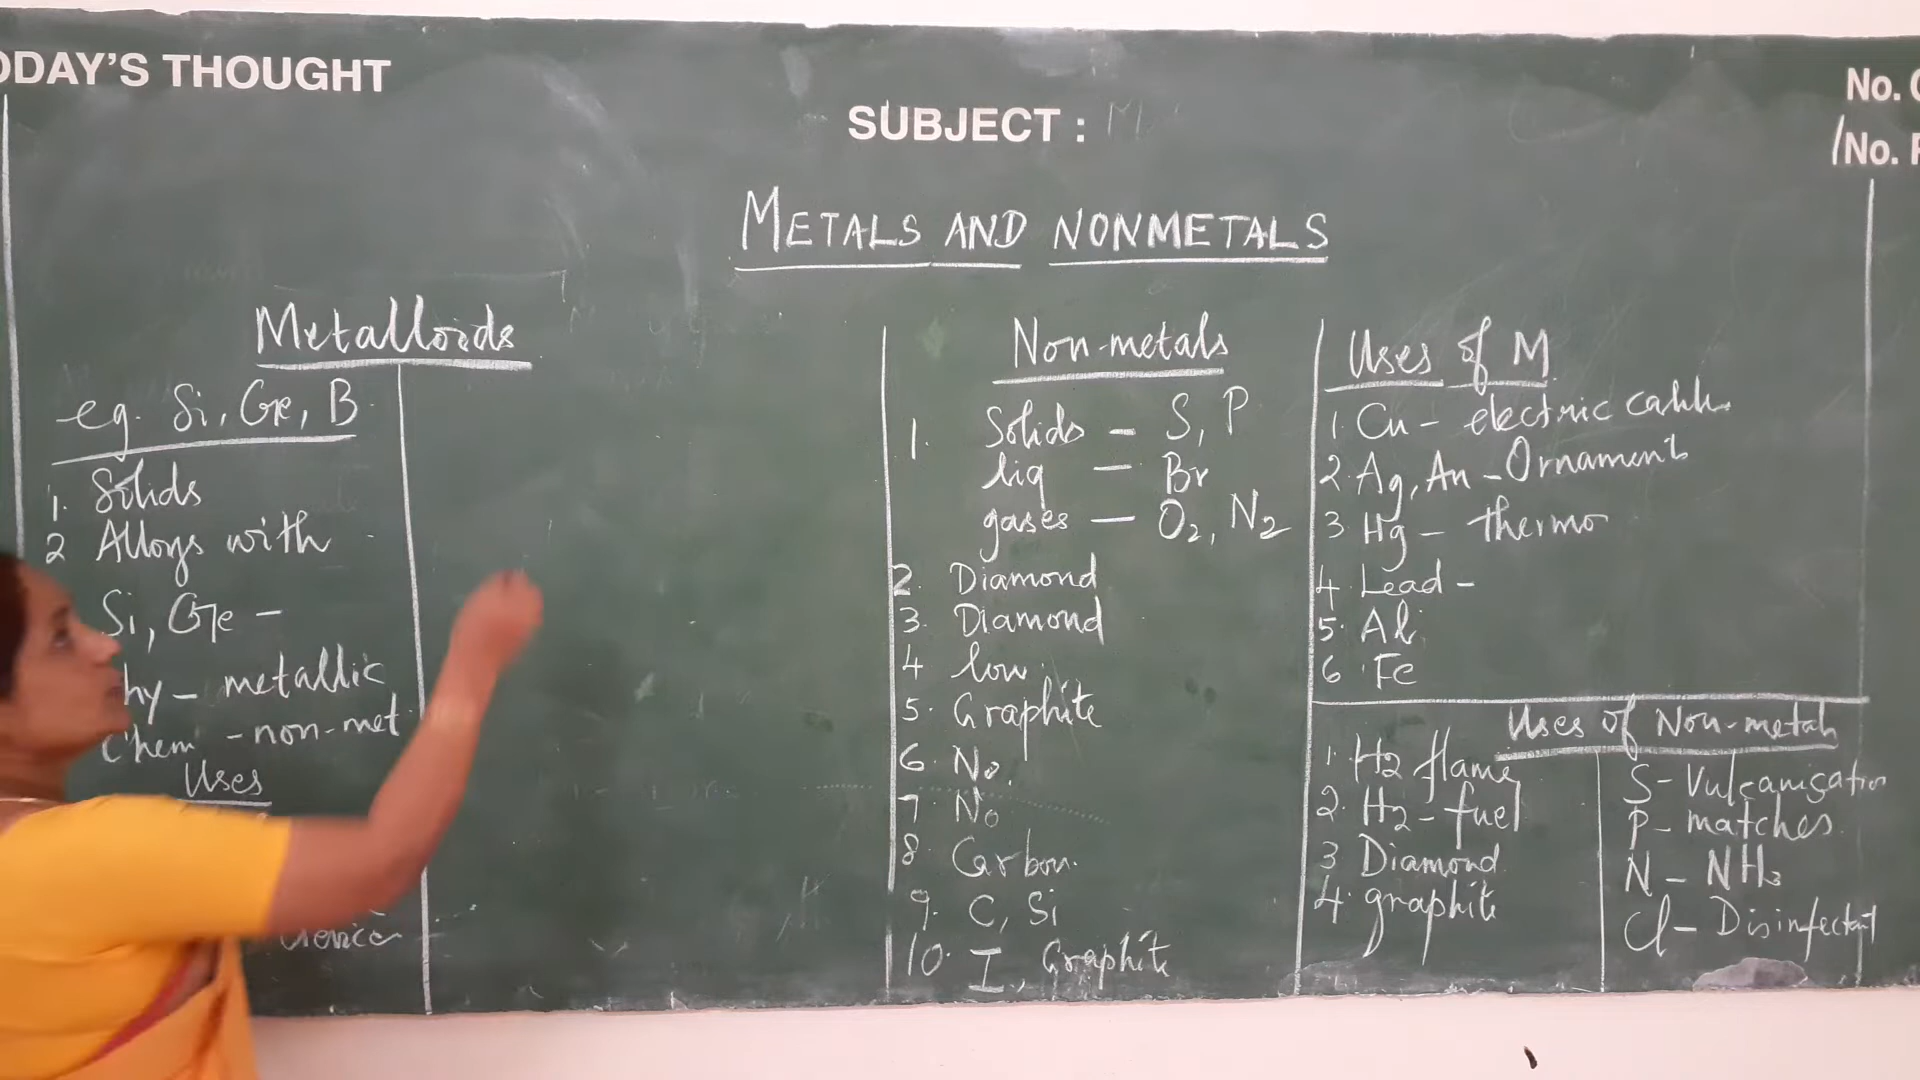 ODAY'S THOUGHT
SUBJECT : M
No.
No.
METALS AND NONMETALS
Metalloids
eg. Si, Ge, B
1. Solids
2 Alloys with
Si, Ge -
hy - metallic
Chem - non-met
Uses
device
Non-metals
1. Solids - S, P
liq - Br
gases - O2, N2
2. Diamond
3. Diamond
4 low
5. Graphite
6. No.
7. No
8. Carbon.
9. C, Si
10. I, Graphite
Uses of M
1. Cu - electric cable
2. Ag, Au - Ornaments
3 Hg - thermo
4. Lead -
5. Al
6 Fe
Uses of Non-metals
1. H2 flame
2. H2 - fuel
3 Diamond
4. graphite
S - Vulcanisation
P - matches
N - NH3
Cl - Disinfectant